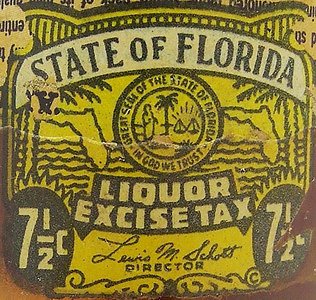 STATE OF FLORIDA
GREAT SEAL OF THE STATE OF FLORIDA
IN GOD WE TRUST
LIQUOR
EXCISE TAX
7½¢ 7½¢
Lewis M. Schott
DIRECTOR
©